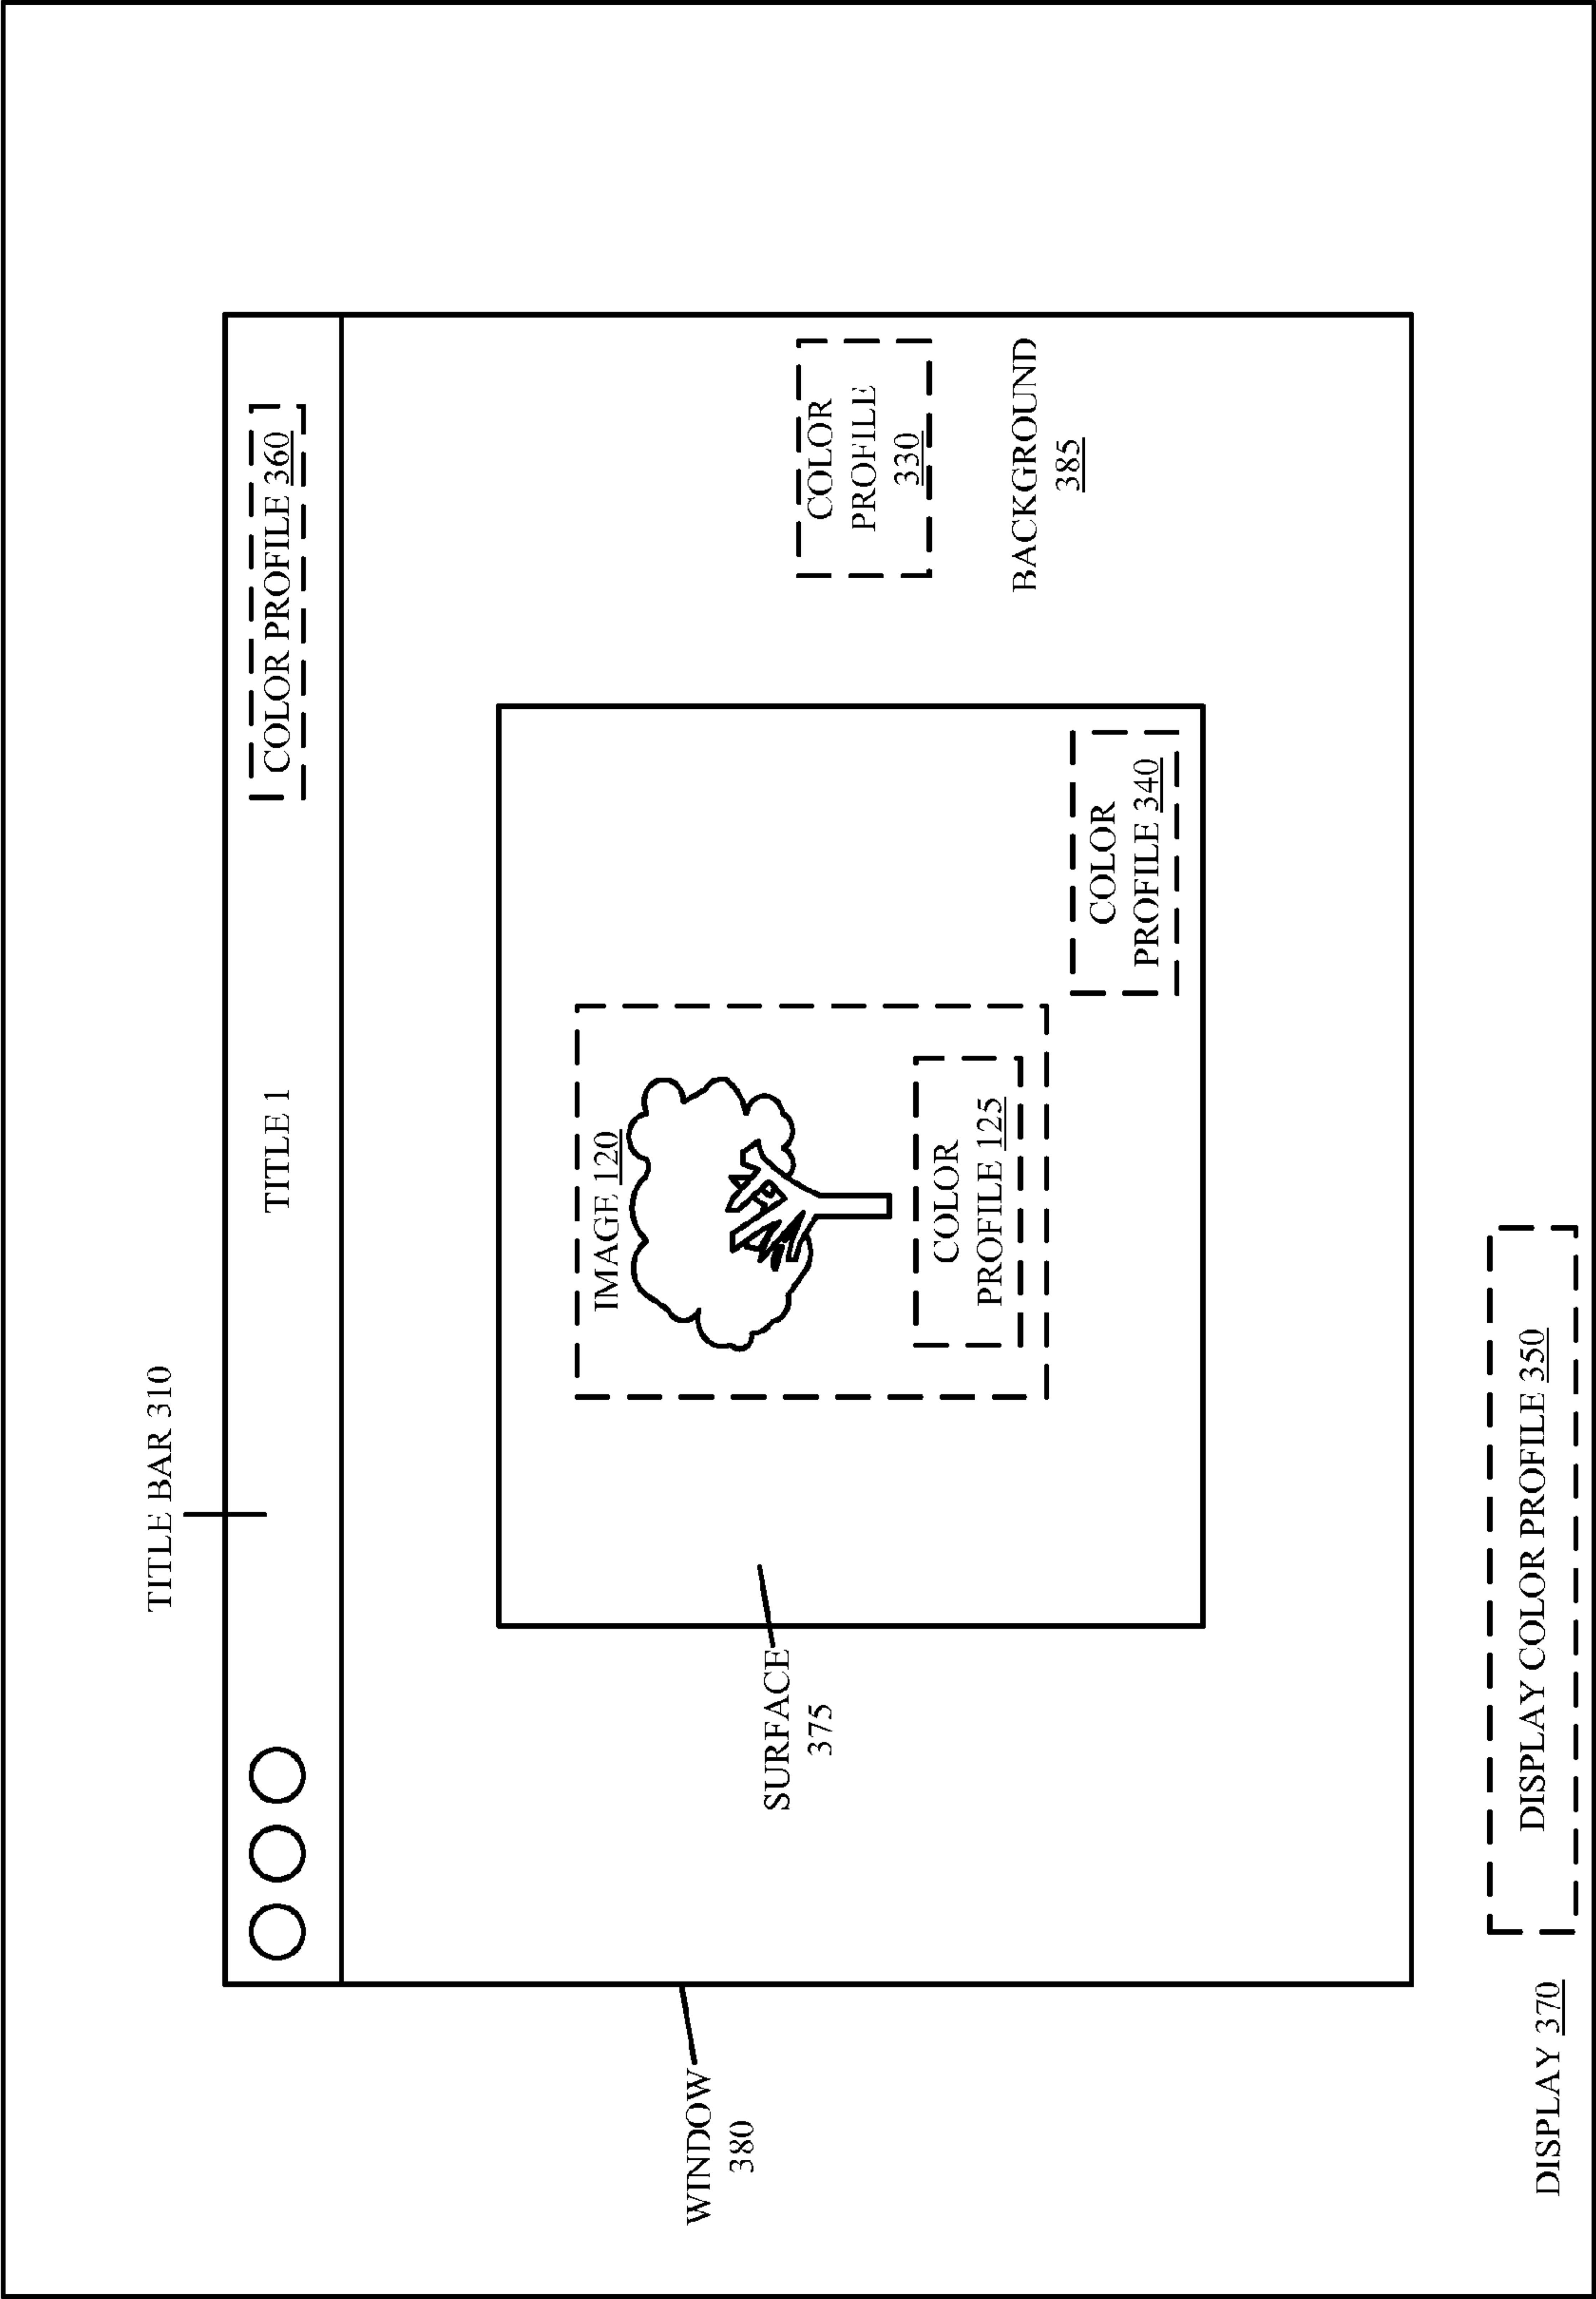 TITLE BAR 310
TITLE 1
COLOR PROFILE 360
IMAGE 120
COLOR
PROFILE 125
SURFACE
375
COLOR
PROFILE 330
COLOR
PROFILE 340
BACKGROUND
385
WINDOW
380
DISPLAY 370
DISPLAY COLOR PROFILE 350